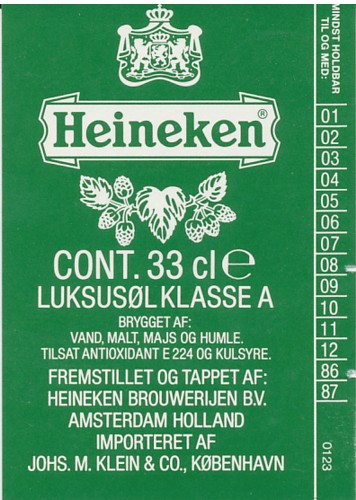 Heineken®
CONT. 33 cl ℮
LUKSUSØL KLASSE A
BRYGGET AF:
VAND, MALT, MAJS OG HUMLE.
TILSAT ANTIOXIDANT E 224 OG KULSYRE.
FREMSTILLET OG TAPPET AF:
HEINEKEN BROUWERIJEN B.V.
AMSTERDAM HOLLAND
IMPORTERET AF
JOHS. M. KLEIN & CO., KØBENHAVN
MINDST HOLDBAR
TIL OG MED:
01
02
03
04
05
06
07
08
09
10
11
12
86
87
0123